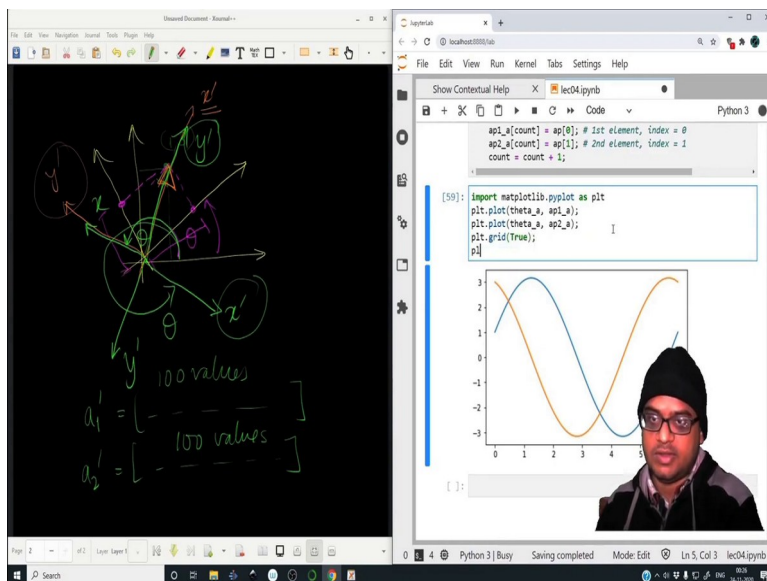 Unsaved Document - Xournal++
File Edit View Navigation Journal Tools Plugin Help
x'
y'
y'
x
θ
θ
x'
θ
y'
100 values
a₁' = [ - - - - ]
100 values
a₂' = [ - - - - ]
Page 2 of 2 Layer Layer 1
Search
JupyterLab
localhost:8888/lab
File Edit View Run Kernel Tabs Settings Help
Show Contextual Help
lec04.ipynb
Code
Python 3
ap1_a[count] = ap[0]; # 1st element, index = 0
ap2_a[count] = ap[1]; # 2nd element, index = 1
count = count + 1;
[59]: import matplotlib.pyplot as plt
plt.plot(theta_a, ap1_a);
plt.plot(theta_a, ap2_a);
plt.grid(True);
pl
3
2
1
0
−1
−2
−3
0 1 2 3 4 5
[ ]:
0 4 Python 3 | Busy Saving completed Mode: Edit Ln 5, Col 3 lec04.ipynb
ENG
00:26